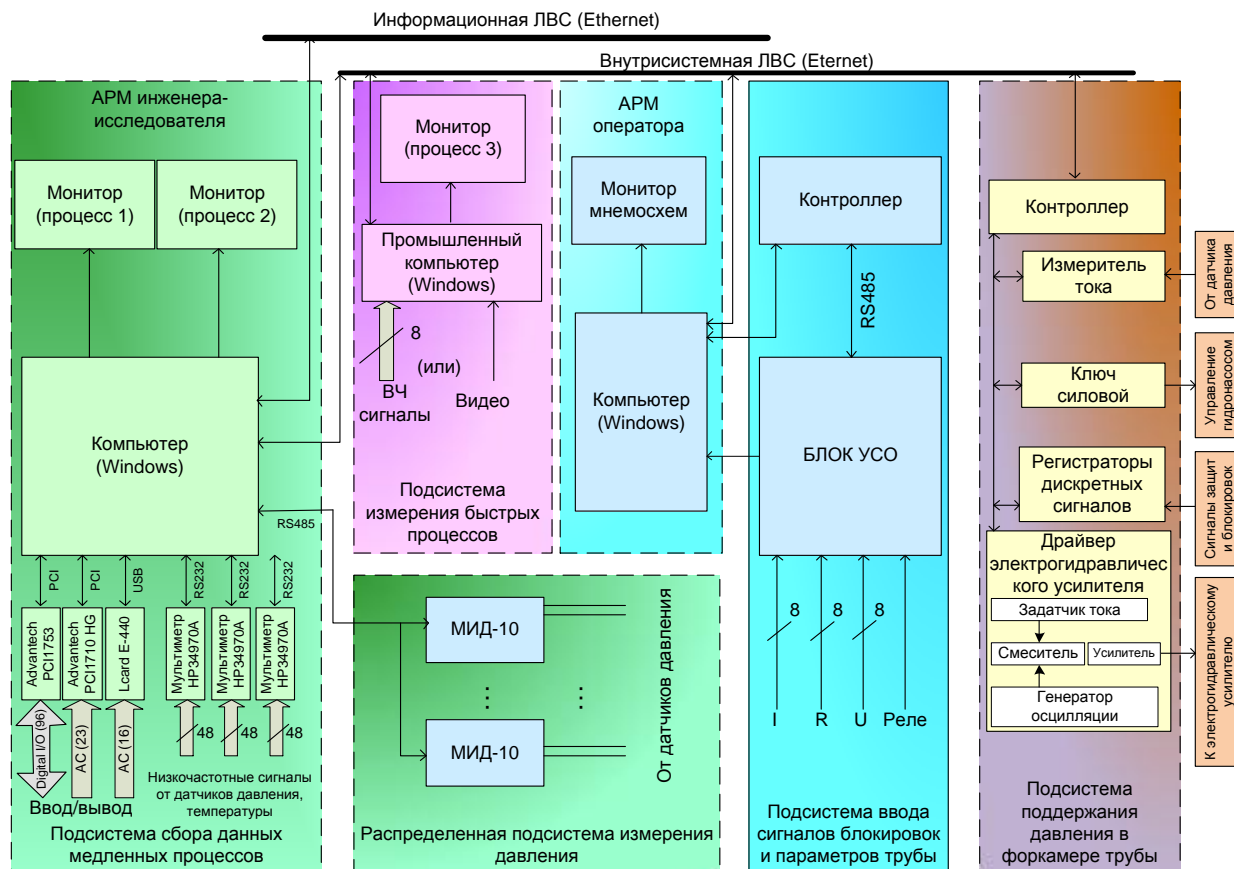 Информационная ЛВС (Ethernet)
Внутрисистемная ЛВС (Eternet)
АРМ инженера-
исследователя
Монитор
(процесс 1)
Монитор
(процесс 2)
Компьютер
(Windows)
RS485
PCI
PCI
USB
RS232
RS232
RS232
Advantech
PCI1753
Advantech
PCI1710 HG
Lcard E-440
Мультиметр
HP34970A
Мультиметр
HP34970A
Мультиметр
HP34970A
Digital I/O (96)
AC (23)
AC (16)
48
48
48
Ввод/вывод
Низкочастотные сигналы
от датчиков давления,
температуры
Подсистема сбора данных
медленных процессов
Монитор
(процесс 3)
Промышленный
компьютер
(Windows)
8
(или)
ВЧ
сигналы
Видео
Подсистема
измерения быстрых
процессов
АРМ
оператора
Монитор
мнемосхем
Компьютер
(Windows)
МИД-10
МИД-10
От датчиков давления
Распределенная подсистема измерения
давления
Контроллер
RS485
БЛОК УСО
8
8
8
I
R
U
Реле
Подсистема ввода
сигналов блокировок
и параметров трубы
Контроллер
Измеритель
тока
Ключ
силовой
Регистраторы
дискретных
сигналов
Драйвер
электрогидравличес
кого усилителя
Задатчик тока
Смеситель
Усилитель
Генератор
осцилляции
Подсистема
поддержания
давления в
форкамере трубы
От датчика
давления
Управление
гидронасосом
Сигналы защит
и блокировок
К электрогидравлическому
усилителю